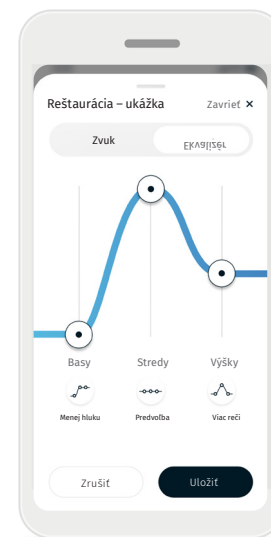 Reštaurácia – ukážka Zavrieť ×
Zvuk Ekvalizér
Basy Stredy Výšky
Menej hluku Predvoľba Viac reči
Zrušiť Uložiť